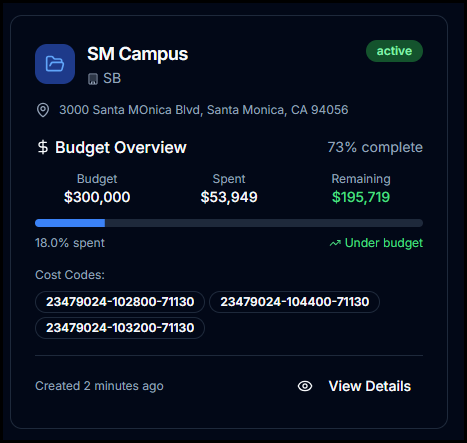 SM Campus
active
SB
3000 Santa MOnica Blvd, Santa Monica, CA 94056
$ Budget Overview
73% complete
Budget Spent Remaining
$300,000 $53,949 $195,719
18.0% spent
Under budget
Cost Codes:
23479024-102800-71130 23479024-104400-71130
23479024-103200-71130
Created 2 minutes ago
View Details